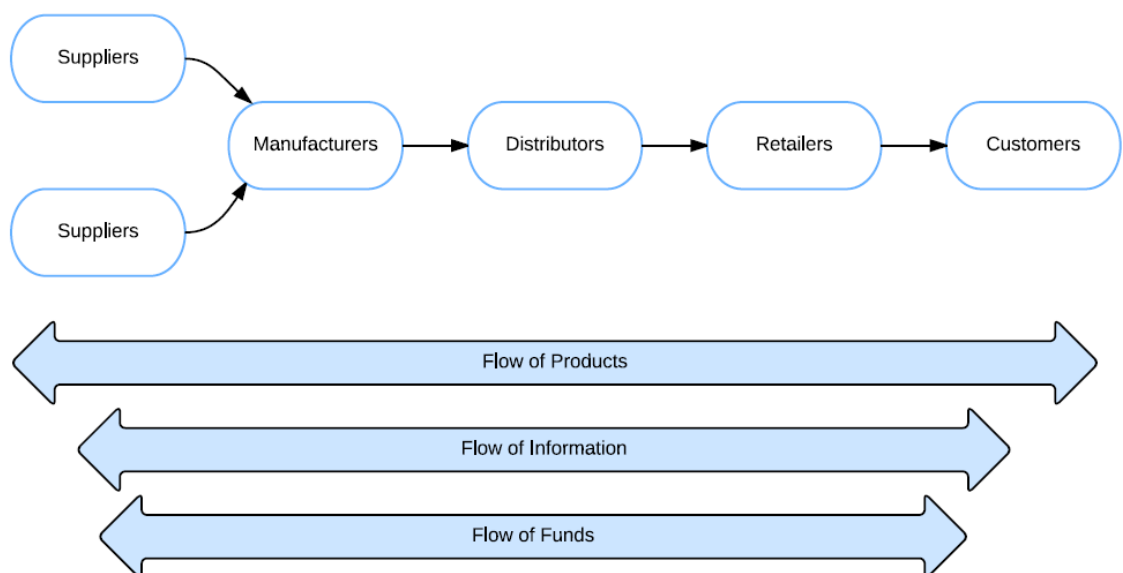 Suppliers
Manufacturers
Distributors
Retailers
Customers
Suppliers
Flow of Products
Flow of Information
Flow of Funds